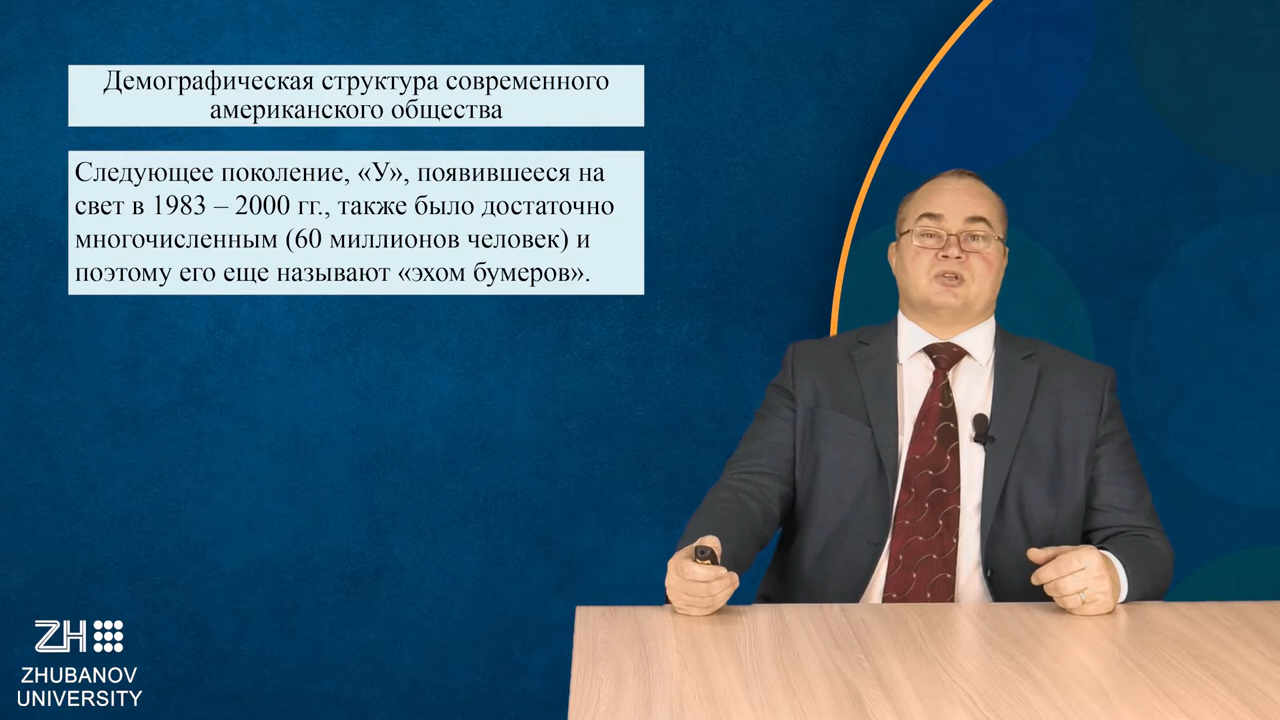 Демографическая структура современного
американского общества
Следующее поколение, «У», появившееся на
свет в 1983 – 2000 гг., также было достаточно
многочисленным (60 миллионов человек) и
поэтому его еще называют «эхом бумеров».
ZH
ZHUBANOV
UNIVERSITY